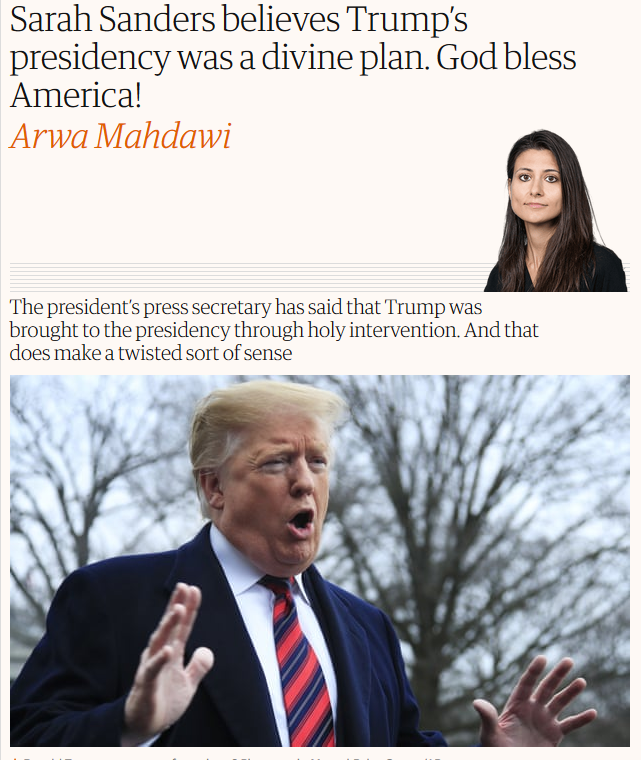 Sarah Sanders believes Trump’s
presidency was a divine plan. God bless
America!
Arwa Mahdawi
The president’s press secretary has said that Trump was
brought to the presidency through holy intervention. And that
does make a twisted sort of sense